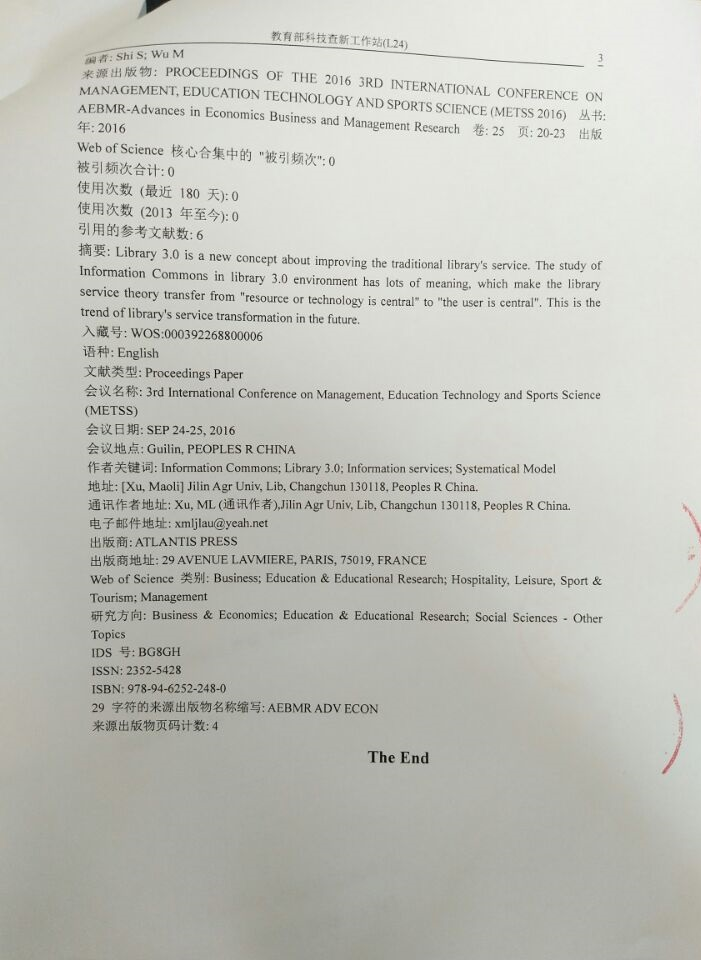 教育部科技查新工作站(L24)
3
编者: Shi S; Wu M
来源出版物: PROCEEDINGS OF THE 2016 3RD INTERNATIONAL CONFERENCE ON
MANAGEMENT, EDUCATION TECHNOLOGY AND SPORTS SCIENCE (METSS 2016) 丛书:
AEBMR-Advances in Economics Business and Management Research 卷: 25 页: 20-23 出版
年: 2016
Web of Science 核心合集中的 "被引频次": 0
被引频次合计: 0
使用次数 (最近 180 天): 0
使用次数 (2013 年至今): 0
引用的参考文献数: 6
摘要: Library 3.0 is a new concept about improving the traditional library's service. The study of
Information Commons in library 3.0 environment has lots of meaning, which make the library
service theory transfer from "resource or technology is central" to "the user is central". This is the
trend of library's service transformation in the future.
入藏号: WOS:000392268800006
语种: English
文献类型: Proceedings Paper
会议名称: 3rd International Conference on Management, Education Technology and Sports Science
(METSS)
会议日期: SEP 24-25, 2016
会议地点: Guilin, PEOPLES R CHINA
作者关键词: Information Commons; Library 3.0; Information services; Systematical Model
地址: [Xu, Maoli] Jilin Agr Univ, Lib, Changchun 130118, Peoples R China.
通讯作者地址: Xu, ML (通讯作者),Jilin Agr Univ, Lib, Changchun 130118, Peoples R China.
电子邮件地址: xmljlau@yeah.net
出版商: ATLANTIS PRESS
出版商地址: 29 AVENUE LAVMIERE, PARIS, 75019, FRANCE
Web of Science 类别: Business; Education & Educational Research; Hospitality, Leisure, Sport &
Tourism; Management
研究方向: Business & Economics; Education & Educational Research; Social Sciences - Other
Topics
IDS 号: BG8GH
ISSN: 2352-5428
ISBN: 978-94-6252-248-0
29 字符的来源出版物名称缩写: AEBMR ADV ECON
来源出版物页码计数: 4
The End